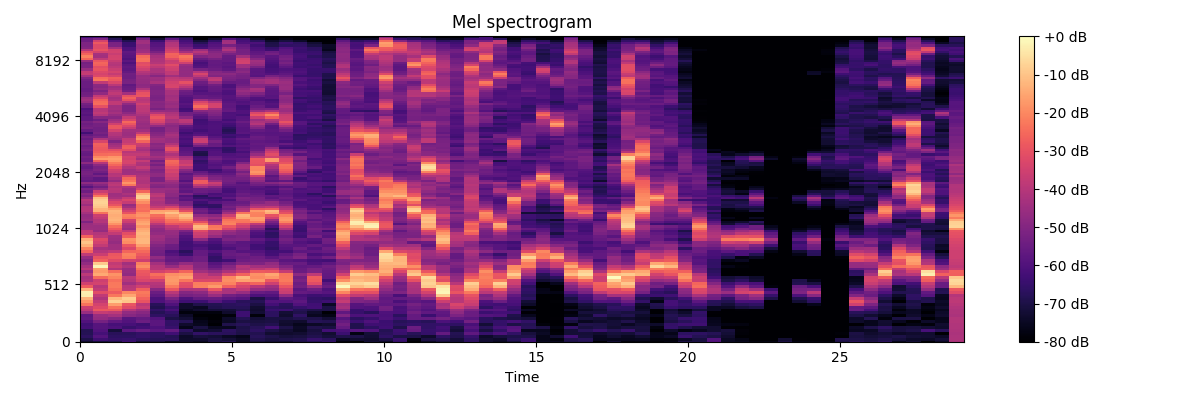 Mel spectrogram
Hz
8192
4096
2048
1024
512
0
0 5 10 15 20 25
Time
+0 dB
-10 dB
-20 dB
-30 dB
-40 dB
-50 dB
-60 dB
-70 dB
-80 dB